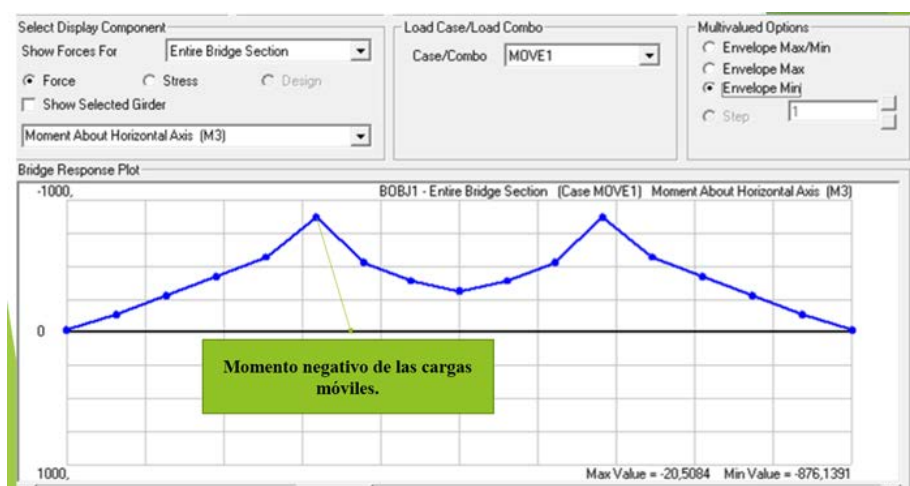 Select Display Component
Show Forces For
Entire Bridge Section
Force
Stress
Design
Show Selected Girder
Moment About Horizontal Axis (M3)
Load Case/Load Combo
Case/Combo
MOVE1
Multivalued Options
Envelope Max/Min
Envelope Max
Envelope Min
Step
1
Bridge Response Plot
-1000,
BOBJ1 - Entire Bridge Section (Case MOVE1) Moment About Horizontal Axis (M3)
0
Momento negativo de las cargas
móviles.
1000,
Max Value = -20,5084 Min Value = -876,1391